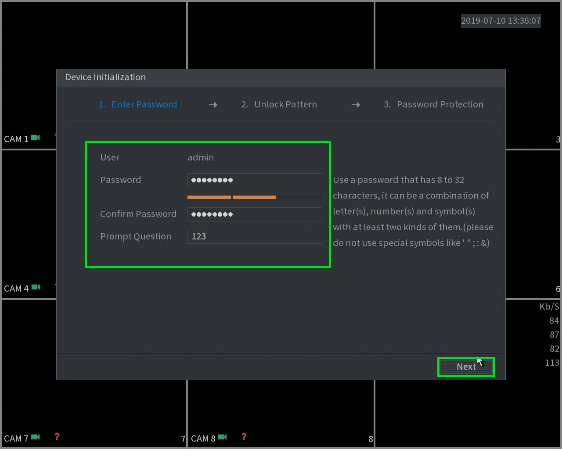 2019-07-10 13:36:07
Device Initialization
1. Enter Password → 2. Unlock Pattern → 3. Password Protection
CAM 1
3
User admin
Password ●●●●●●●●
Use a password that has 8 to 32
characters, it can be a combination of
letter(s), number(s) and symbol(s)
with at least two kinds of them.(please
do not use special symbols like ' " ; : &)
Confirm Password ●●●●●●●●
Prompt Question 123
CAM 4
6
Kb/S
84
87
82
113
Next
CAM 7 ?
7
CAM 8 ?
8